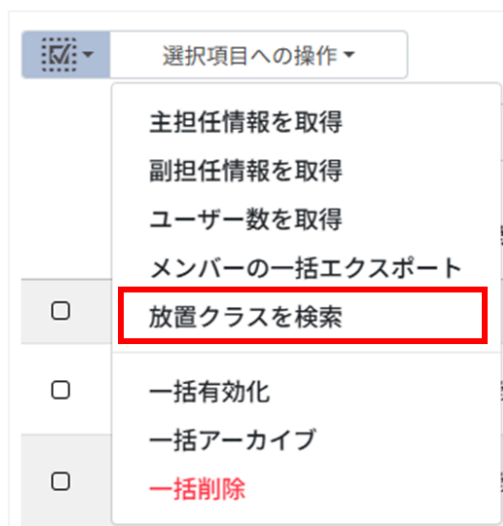 選択項目への操作
主担任情報を取得
副担任情報を取得
ユーザー数を取得
メンバーの一括エクスポート
放置クラスを検索
一括有効化
一括アーカイブ
一括削除